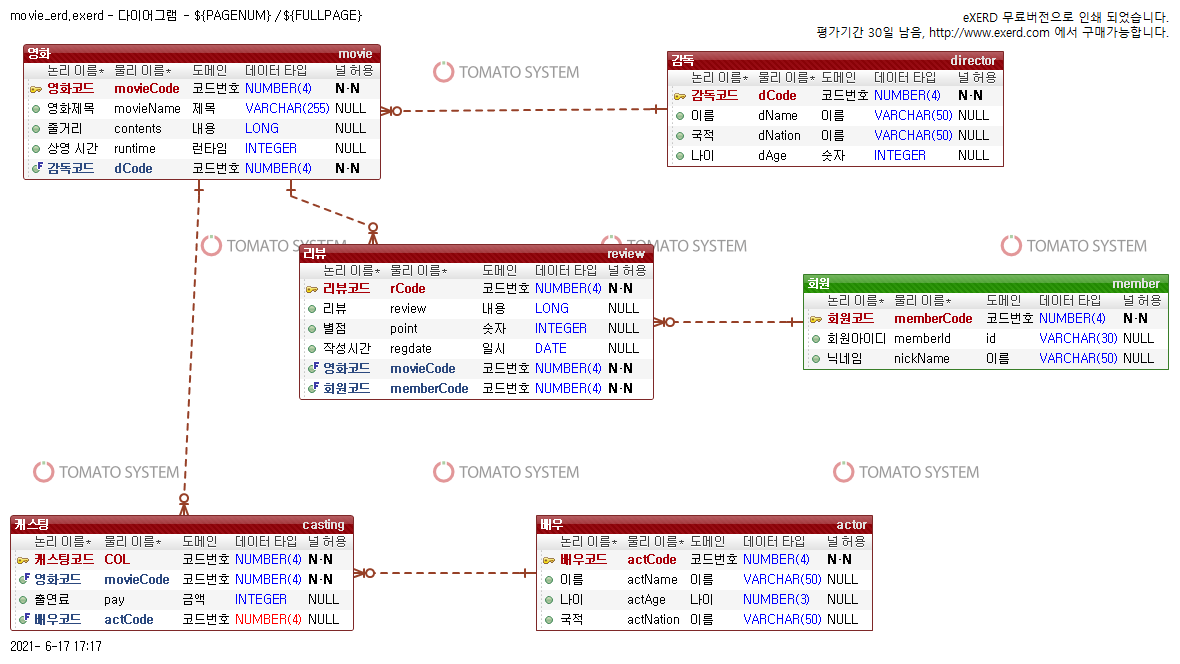 movie_erd,exerd - 다이어그램 - ${PAGENUM} /${FULLPAGE}
eXERD 무료버전으로 인쇄 되었습니다.
평가기간 30일 남음, http://www.exerd.com 에서 구매가능합니다.
영화 movie
논리 이름* 물리 이름* 도메인 데이터 타입 널 허용
영화코드 movieCode 코드번호 NUMBER(4) N-N
영화제목 movieName 제목 VARCHAR(255) NULL
줄거리 contents 내용 LONG NULL
상영 시간 runtime 런타임 INTEGER NULL
감독코드 dCode 코드번호 NUMBER(4) N-N
TOMATO SYSTEM
감독 director
논리 이름* 물리 이름* 도메인 데이터 타입 널 허용
감독코드 dCode 코드번호 NUMBER(4) N-N
이름 dName 이름 VARCHAR(50) NULL
국적 dNation 이름 VARCHAR(50) NULL
나이 dAge 숫자 INTEGER NULL
TOMATO SYSTEM
TOMATO SYSTEM
TOMATO SYSTEM
리뷰 review
논리 이름* 물리 이름* 도메인 데이터 타입 널 허용
리뷰코드 rCode 코드번호 NUMBER(4) N-N
리뷰 review 내용 LONG NULL
별점 point 숫자 INTEGER NULL
작성시간 regdate 일시 DATE NULL
영화코드 movieCode 코드번호 NUMBER(4) N-N
회원코드 memberCode 코드번호 NUMBER(4) N-N
회원 member
논리 이름* 물리 이름* 도메인 데이터 타입 널 허용
회원코드 memberCode 코드번호 NUMBER(4) N-N
회원아이디 memberId id VARCHAR(30) NULL
닉네임 nickName 이름 VARCHAR(50) NULL
TOMATO SYSTEM
TOMATO SYSTEM
TOMATO SYSTEM
캐스팅 casting
논리 이름* 물리 이름* 도메인 데이터 타입 널 허용
캐스팅코드 COL 코드번호 NUMBER(4) N-N
영화코드 movieCode 코드번호 NUMBER(4) N-N
출연료 pay 금액 INTEGER NULL
배우코드 actCode 코드번호 NUMBER(4) NULL
배우 actor
논리 이름* 물리 이름* 도메인 데이터 타입 널 허용
배우코드 actCode 코드번호 NUMBER(4) N-N
이름 actName 이름 VARCHAR(50) NULL
나이 actAge 나이 NUMBER(3) NULL
국적 actNation 이름 VARCHAR(50) NULL
2021- 6-17 17:17